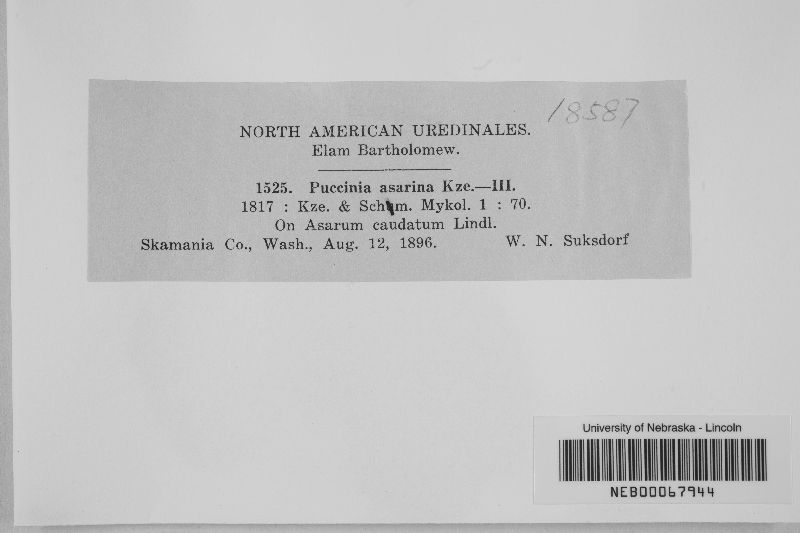 18587
NORTH AMERICAN UREDINALES.
Elam Bartholomew.
1525. Puccinia asarina Kze.—III.
1817 : Kze. & Schm. Mykol. 1 : 70.
On Asarum caudatum Lindl.
Skamania Co., Wash., Aug. 12, 1896. W. N. Suksdorf
University of Nebraska - Lincoln
NEB00067944